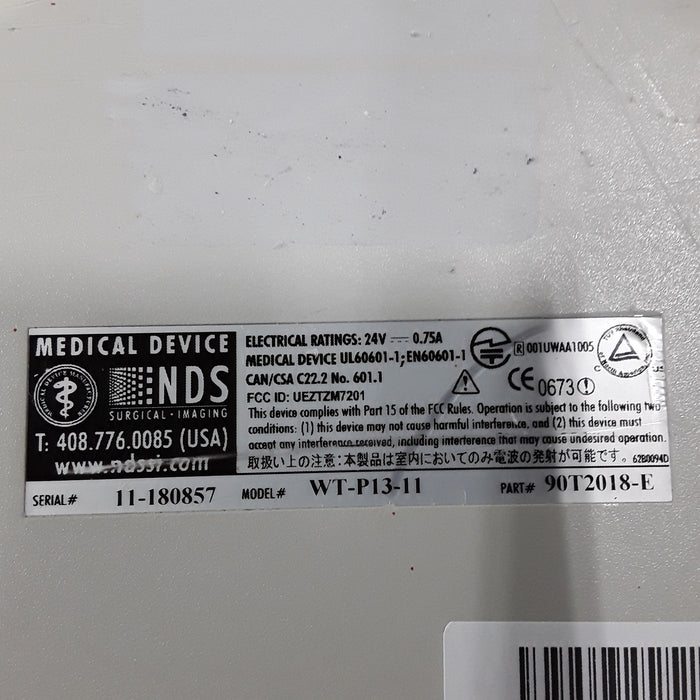 MEDICAL DEVICE
NDS
SURGICAL • IMAGING
T: 408.776.0085 (USA)
www.ndssi.com
ELECTRICAL RATINGS: 24V ⎓ 0.75A
MEDICAL DEVICE UL60601-1; EN60601-1
CAN/CSA C22.2 No. 601.1
FCC ID: UEZTZM7201
R 001UWAA1005
C US
CE 0673
This device complies with Part 15 of the FCC Rules. Operation is subject to the following two
conditions: (1) this device may not cause harmful interference, and (2) this device must
accept any interference received, including interference that may cause undesired operation.
取扱い上の注意:本製品は室内においてのみ電波の発射が可能です。 62B0094D
SERIAL# 11-180857 MODEL# WT-P13-11 PART# 90T2018-E